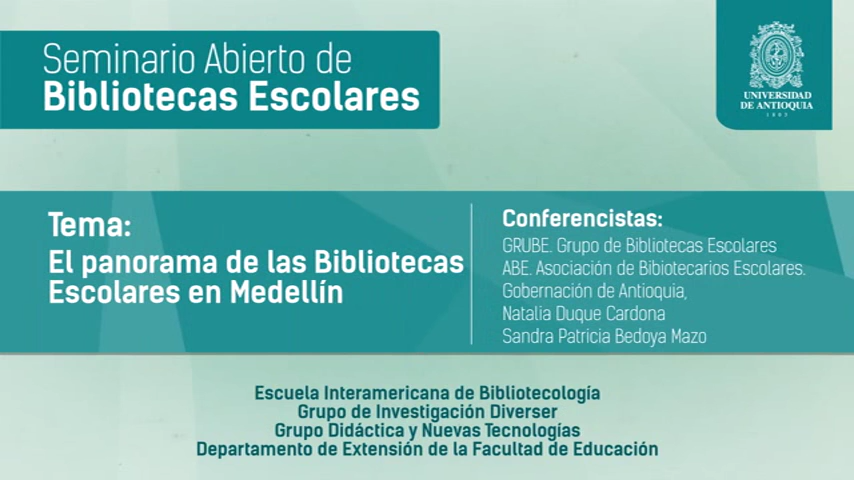 Seminario Abierto de
Bibliotecas Escolares
UNIVERSIDAD
DE ANTIOQUIA
1803
Tema:
El panorama de las Bibliotecas
Escolares en Medellín
Conferencistas:
GRUBE. Grupo de Bibliotecas Escolares
ABE. Asociación de Bibiotecarios Escolares.
Gobernación de Antioquia,
Natalia Duque Cardona
Sandra Patricia Bedoya Mazo
Escuela Interamericana de Bibliotecología
Grupo de Investigación Diverser
Grupo Didáctica y Nuevas Tecnologías
Departamento de Extensión de la Facultad de Educación